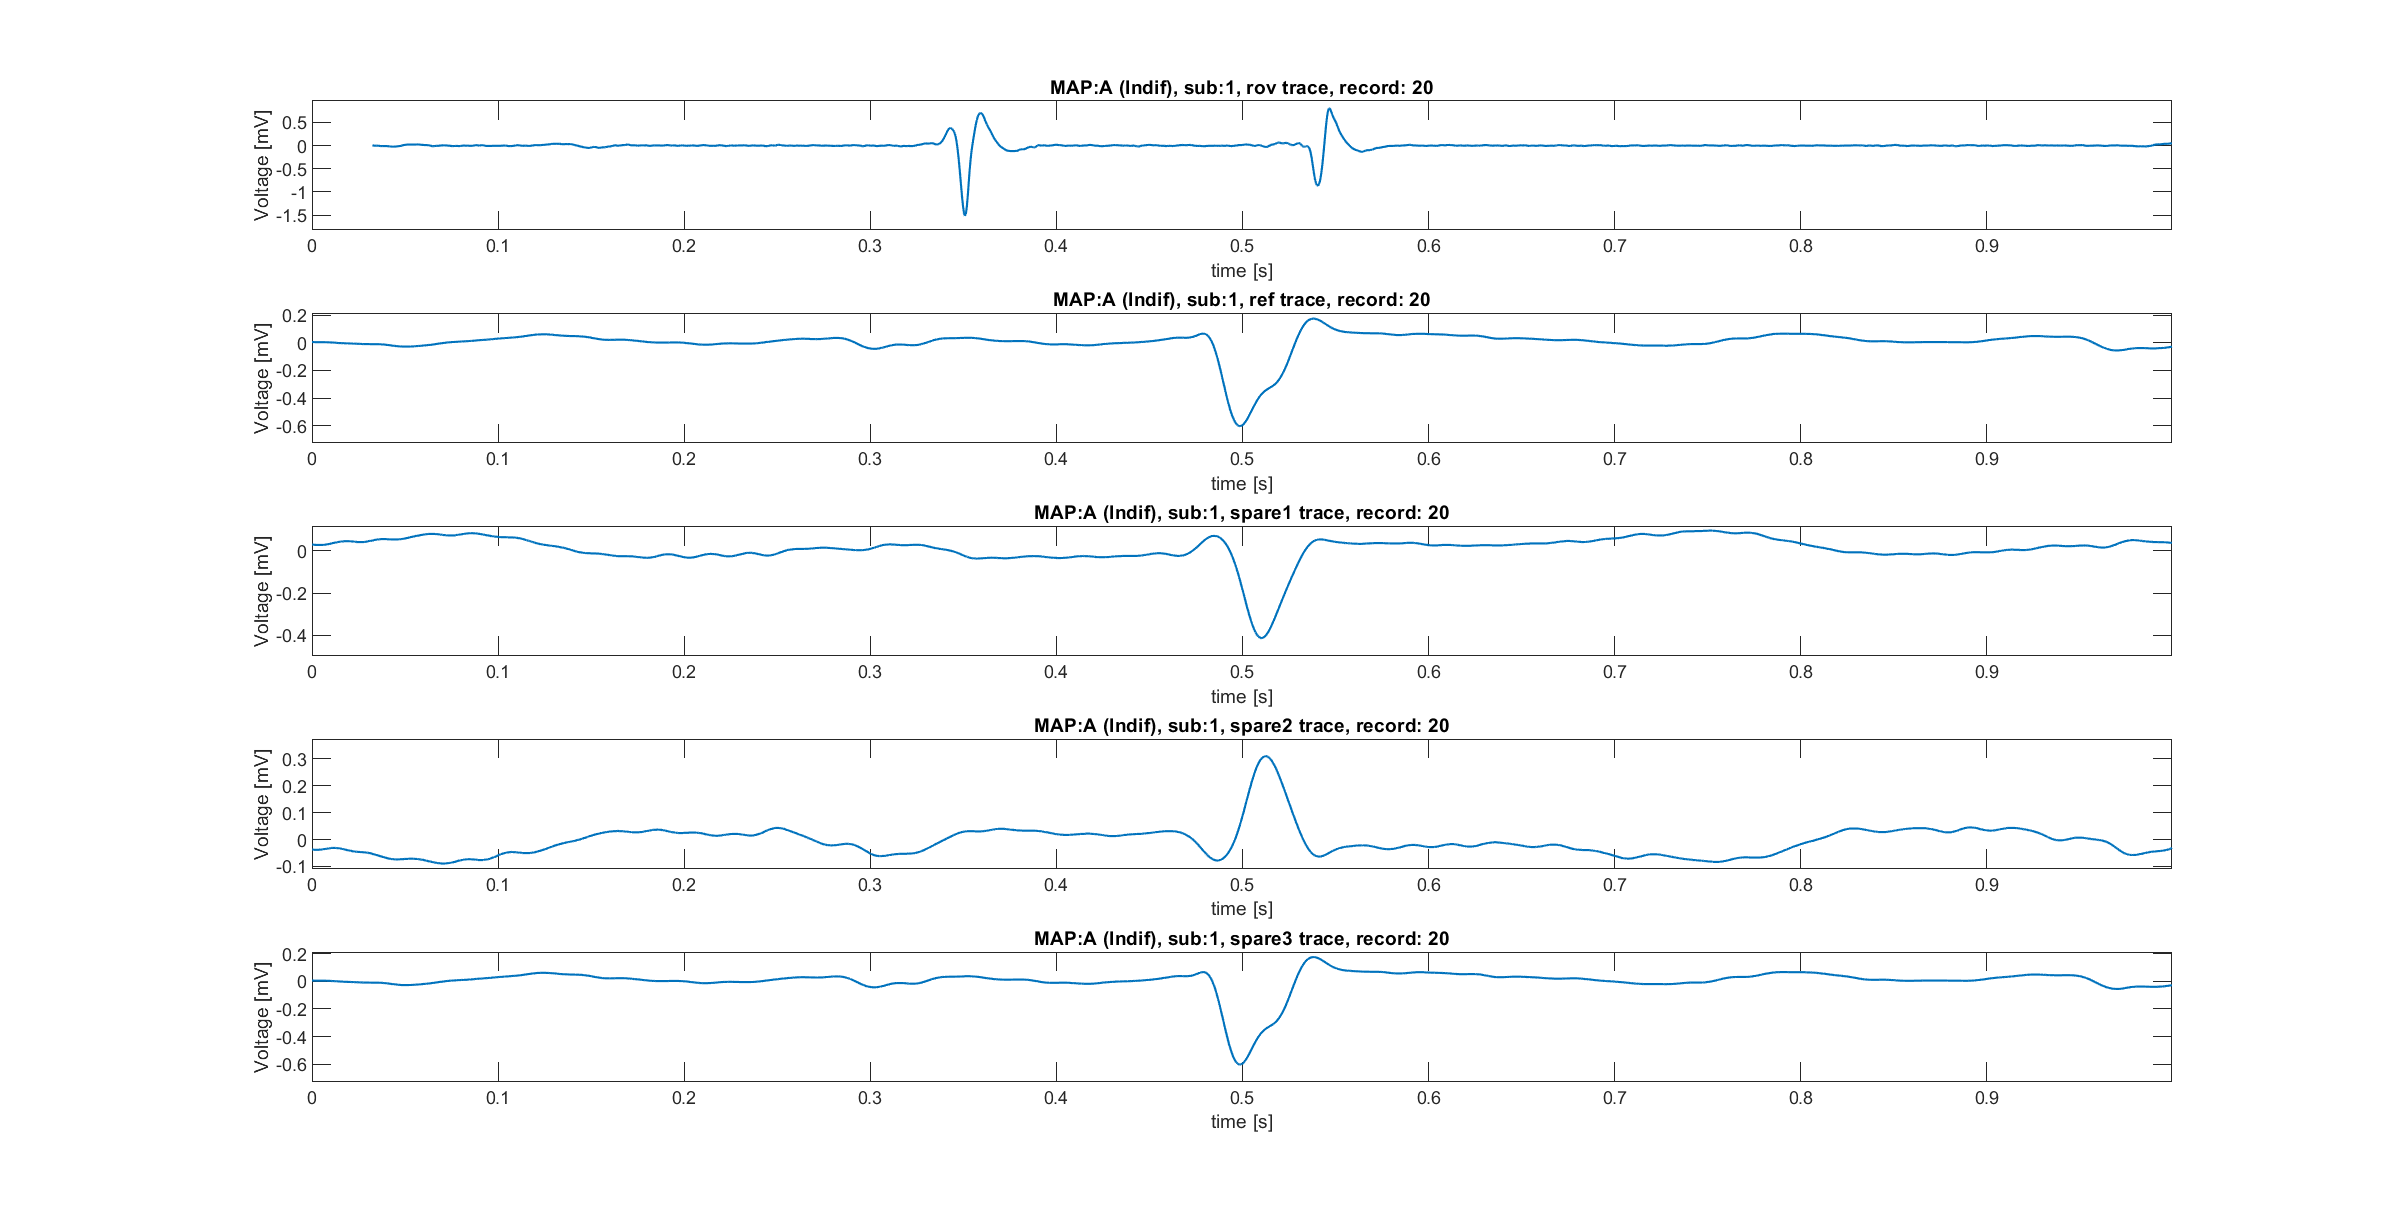 MAP:A (Indif), sub:1, rov trace, record: 20
Voltage [mV]
0.5
0
-0.5
-1
-1.5
0 0.1 0.2 0.3 0.4 0.5 0.6 0.7 0.8 0.9
time [s]
MAP:A (Indif), sub:1, ref trace, record: 20
Voltage [mV]
0.2
0
-0.2
-0.4
-0.6
0 0.1 0.2 0.3 0.4 0.5 0.6 0.7 0.8 0.9
time [s]
MAP:A (Indif), sub:1, spare1 trace, record: 20
Voltage [mV]
0
-0.2
-0.4
0 0.1 0.2 0.3 0.4 0.5 0.6 0.7 0.8 0.9
time [s]
MAP:A (Indif), sub:1, spare2 trace, record: 20
Voltage [mV]
0.3
0.2
0.1
0
-0.1
0 0.1 0.2 0.3 0.4 0.5 0.6 0.7 0.8 0.9
time [s]
MAP:A (Indif), sub:1, spare3 trace, record: 20
Voltage [mV]
0.2
0
-0.2
-0.4
-0.6
0 0.1 0.2 0.3 0.4 0.5 0.6 0.7 0.8 0.9
time [s]